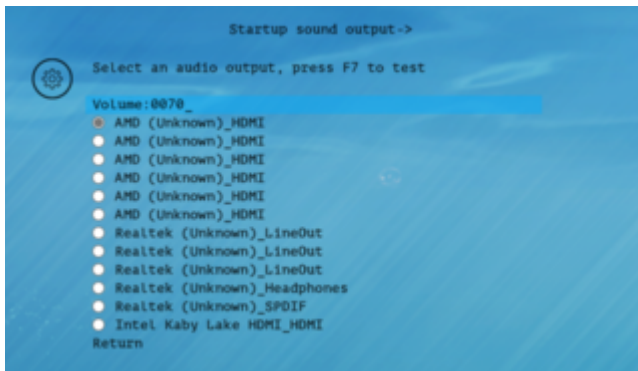 Startup sound output->
Select an audio output, press F7 to test
Volume:0070_
AMD (Unknown)_HDMI
AMD (Unknown)_HDMI
AMD (Unknown)_HDMI
AMD (Unknown)_HDMI
AMD (Unknown)_HDMI
AMD (Unknown)_HDMI
Realtek (Unknown)_LineOut
Realtek (Unknown)_LineOut
Realtek (Unknown)_LineOut
Realtek (Unknown)_Headphones
Realtek (Unknown)_SPDIF
Intel Kaby Lake HDMI_HDMI
Return